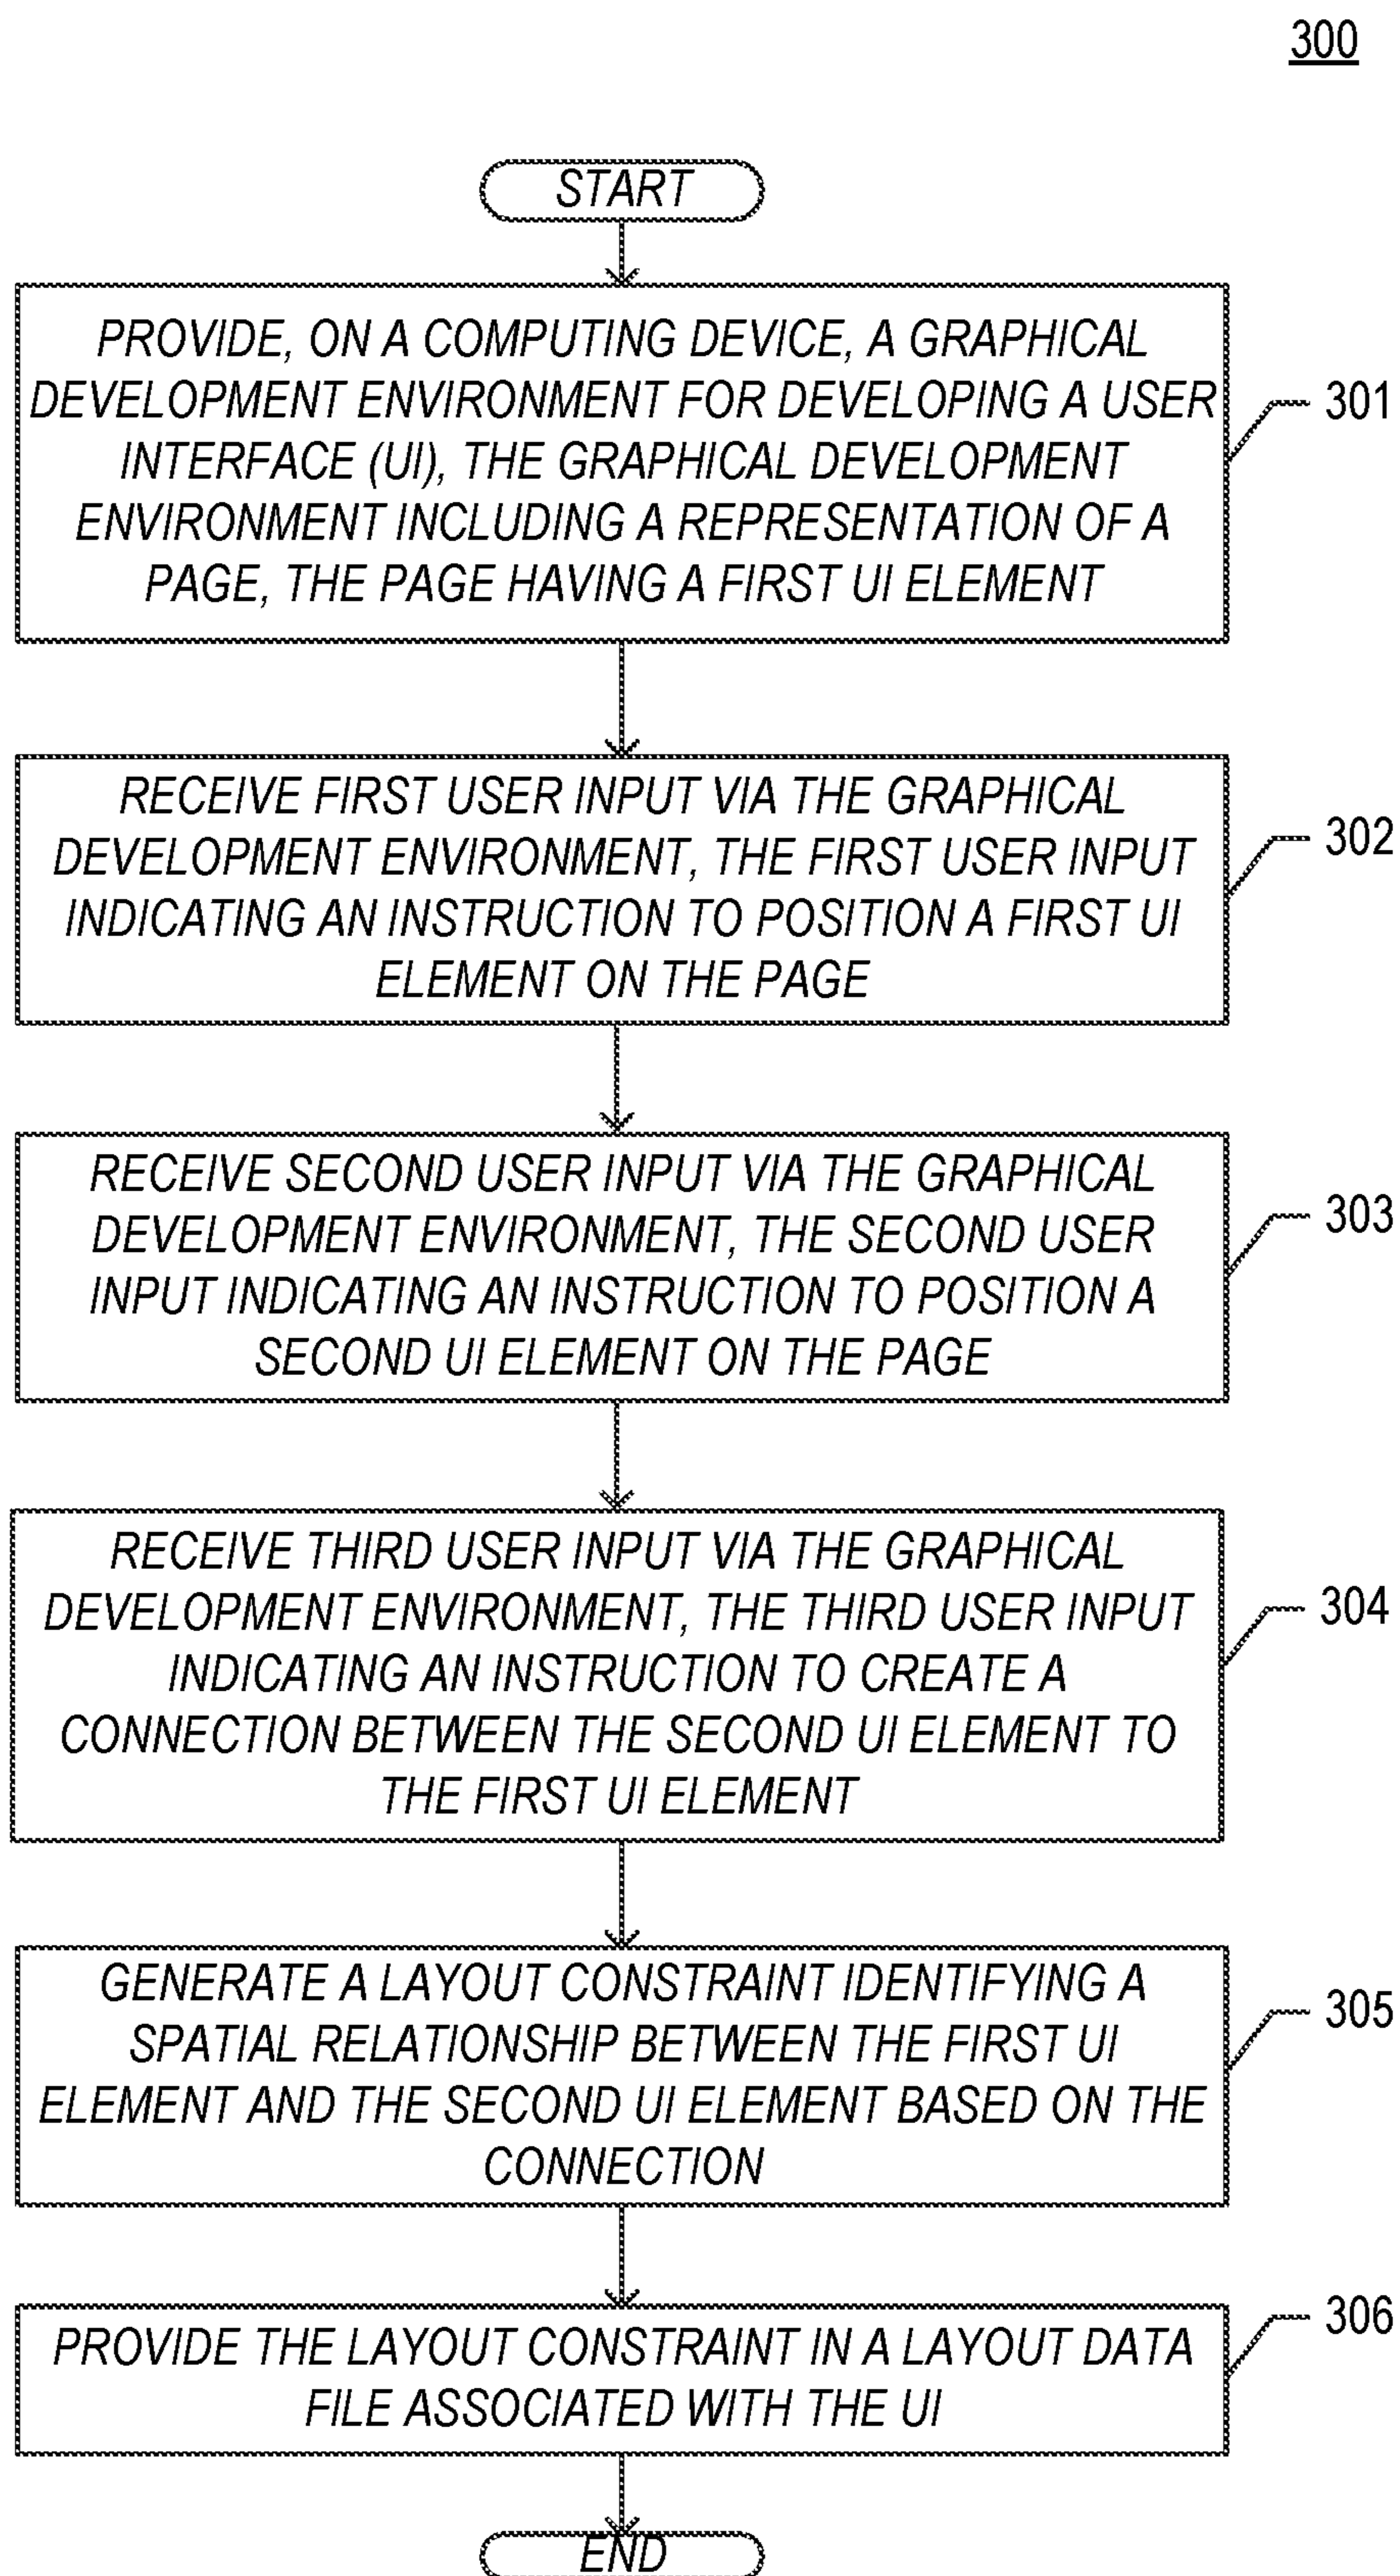 300
START
PROVIDE, ON A COMPUTING DEVICE, A GRAPHICAL
DEVELOPMENT ENVIRONMENT FOR DEVELOPING A USER
INTERFACE (UI), THE GRAPHICAL DEVELOPMENT
ENVIRONMENT INCLUDING A REPRESENTATION OF A
PAGE, THE PAGE HAVING A FIRST UI ELEMENT
301
RECEIVE FIRST USER INPUT VIA THE GRAPHICAL
DEVELOPMENT ENVIRONMENT, THE FIRST USER INPUT
INDICATING AN INSTRUCTION TO POSITION A FIRST UI
ELEMENT ON THE PAGE
302
RECEIVE SECOND USER INPUT VIA THE GRAPHICAL
DEVELOPMENT ENVIRONMENT, THE SECOND USER
INPUT INDICATING AN INSTRUCTION TO POSITION A
SECOND UI ELEMENT ON THE PAGE
303
RECEIVE THIRD USER INPUT VIA THE GRAPHICAL
DEVELOPMENT ENVIRONMENT, THE THIRD USER INPUT
INDICATING AN INSTRUCTION TO CREATE A
CONNECTION BETWEEN THE SECOND UI ELEMENT TO
THE FIRST UI ELEMENT
304
GENERATE A LAYOUT CONSTRAINT IDENTIFYING A
SPATIAL RELATIONSHIP BETWEEN THE FIRST UI
ELEMENT AND THE SECOND UI ELEMENT BASED ON THE
CONNECTION
305
PROVIDE THE LAYOUT CONSTRAINT IN A LAYOUT DATA
FILE ASSOCIATED WITH THE UI
306
END